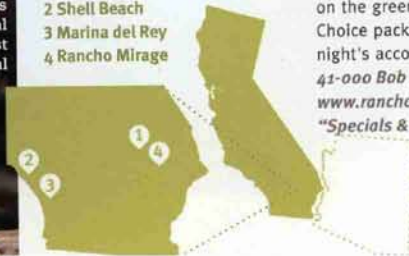 2 Shell Beach
3 Marina del Rey
4 Rancho Mirage
on the green
Choice pack
night's acco
41-000 Bob
www.rancho
"Specials &
1
4
2
3